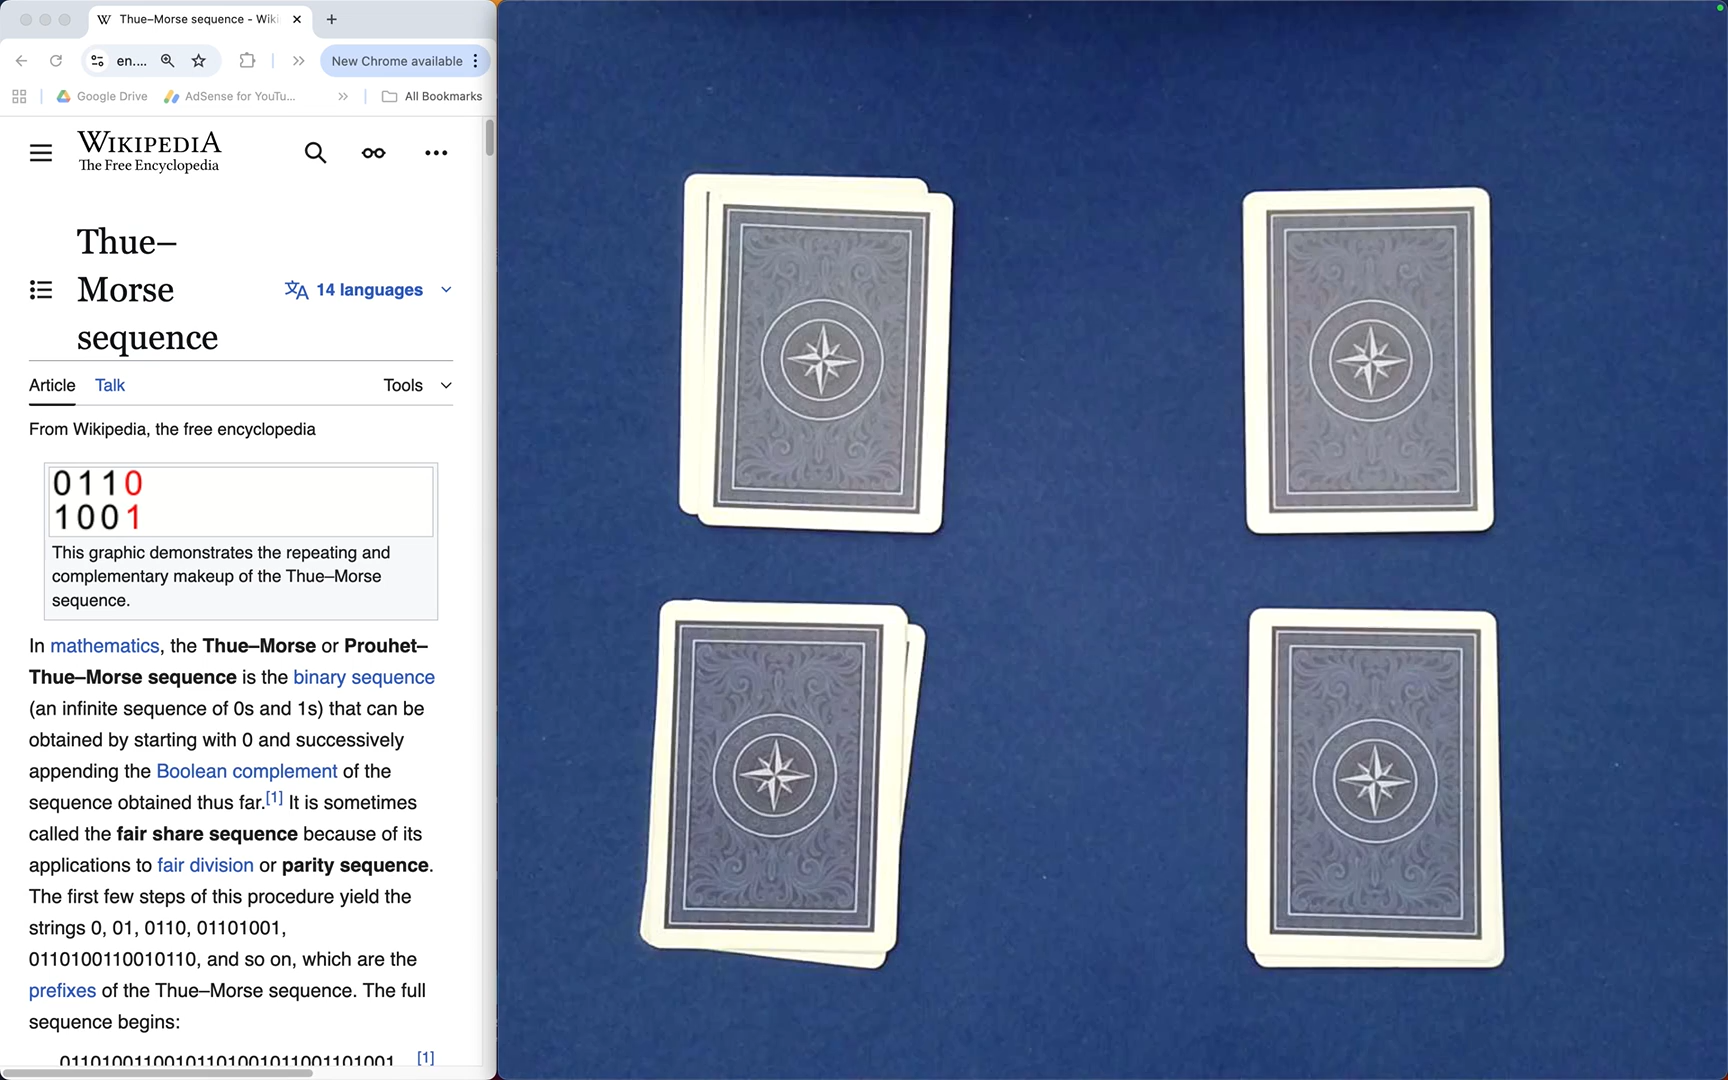 Thue–Morse sequence - Wiki
en....
New Chrome available
Google Drive
AdSense for YouTu...
All Bookmarks
WIKIPEDIA
The Free Encyclopedia
Thue–
Morse
sequence
14 languages
Article
Talk
Tools
From Wikipedia, the free encyclopedia
0110
1001
This graphic demonstrates the repeating and
complementary makeup of the Thue–Morse
sequence.
In mathematics, the Thue–Morse or Prouhet–
Thue–Morse sequence is the binary sequence
(an infinite sequence of 0s and 1s) that can be
obtained by starting with 0 and successively
appending the Boolean complement of the
sequence obtained thus far.[1] It is sometimes
called the fair share sequence because of its
applications to fair division or parity sequence.
The first few steps of this procedure yield the
strings 0, 01, 0110, 01101001,
0110100110010110, and so on, which are the
prefixes of the Thue–Morse sequence. The full
sequence begins:
01101001100101101001011001101001 [1]